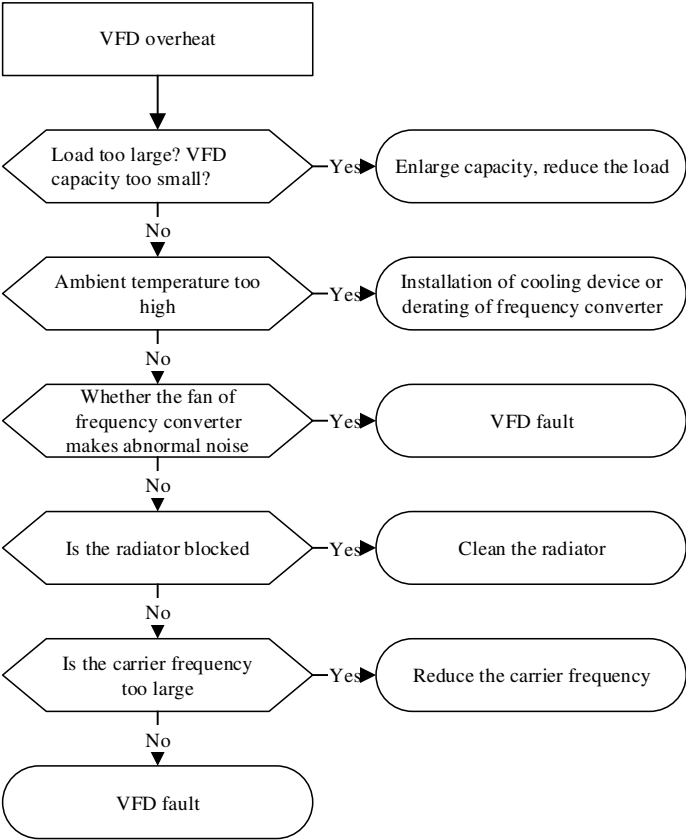 VFD overheat
Load too large? VFD
capacity too small?
Yes
Enlarge capacity, reduce the load
No
Ambient temperature too
high
Yes
Installation of cooling device or
derating of frequency converter
No
Whether the fan of
frequency converter
makes abnormal noise
Yes
VFD fault
No
Is the radiator blocked
Yes
Clean the radiator
No
Is the carrier frequency
too large
Yes
Reduce the carrier frequency
No
VFD fault